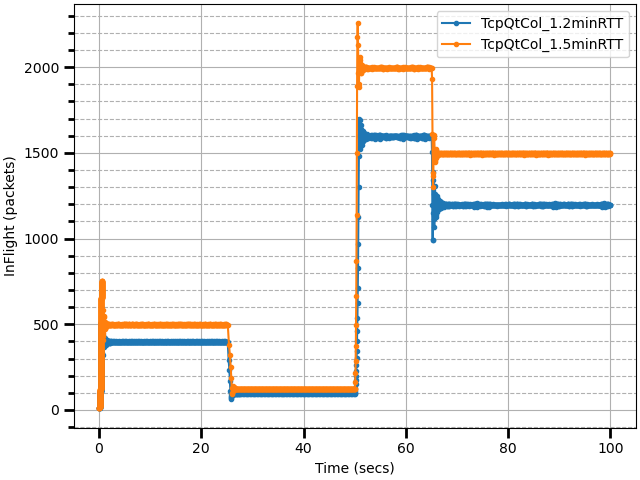 TcpQtCol_1.2minRTT
TcpQtCol_1.5minRTT
InFlight (packets)
2000
1500
1000
500
0
0 20 40 60 80 100
Time (secs)